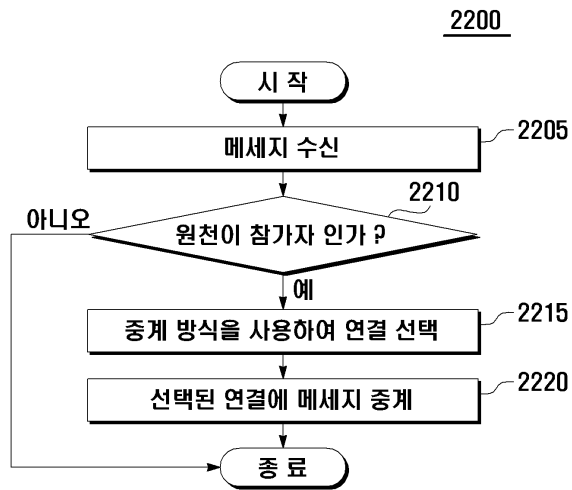 2200
시 작
메세지 수신
2205
2210
아니오
원천이 참가자 인가 ?
예
중계 방식을 사용하여 연결 선택
2215
선택된 연결에 메세지 중계
2220
종 료